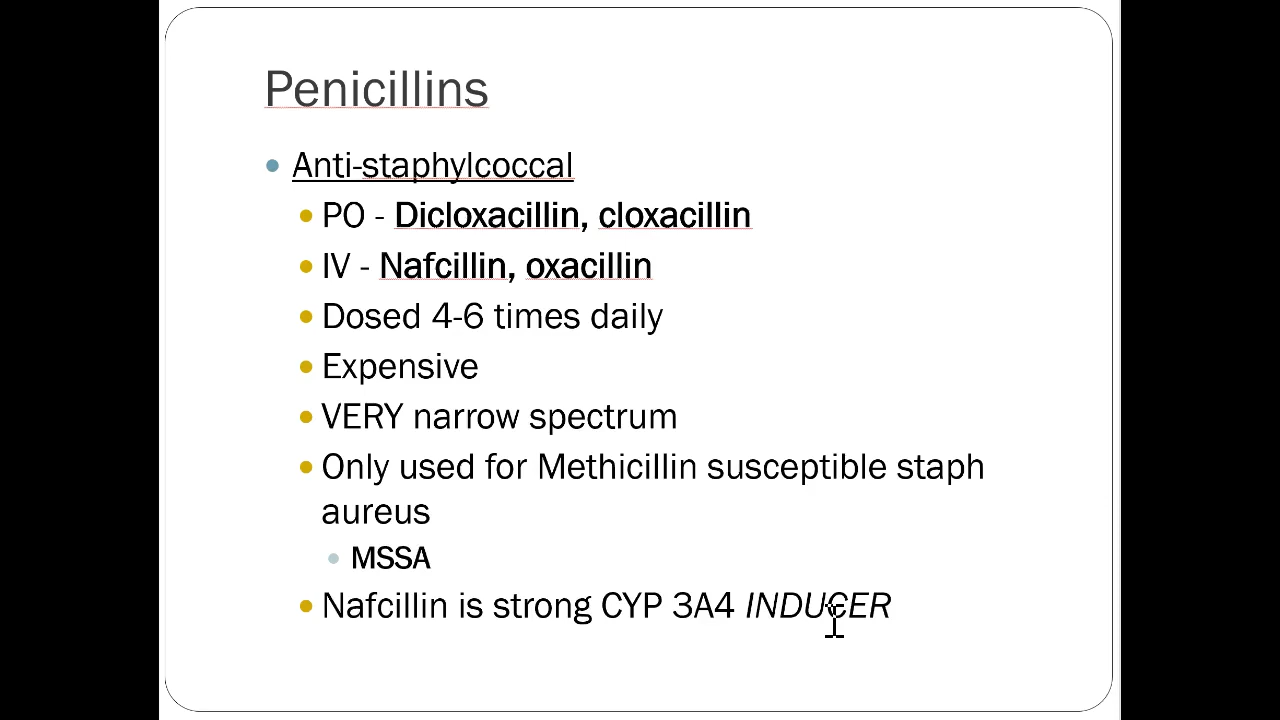 Penicillins
Anti-staphylcoccal
PO - Dicloxacillin, cloxacillin
IV - Nafcillin, oxacillin
Dosed 4-6 times daily
Expensive
VERY narrow spectrum
Only used for Methicillin susceptible staph
aureus
MSSA
Nafcillin is strong CYP 3A4 INDUCER